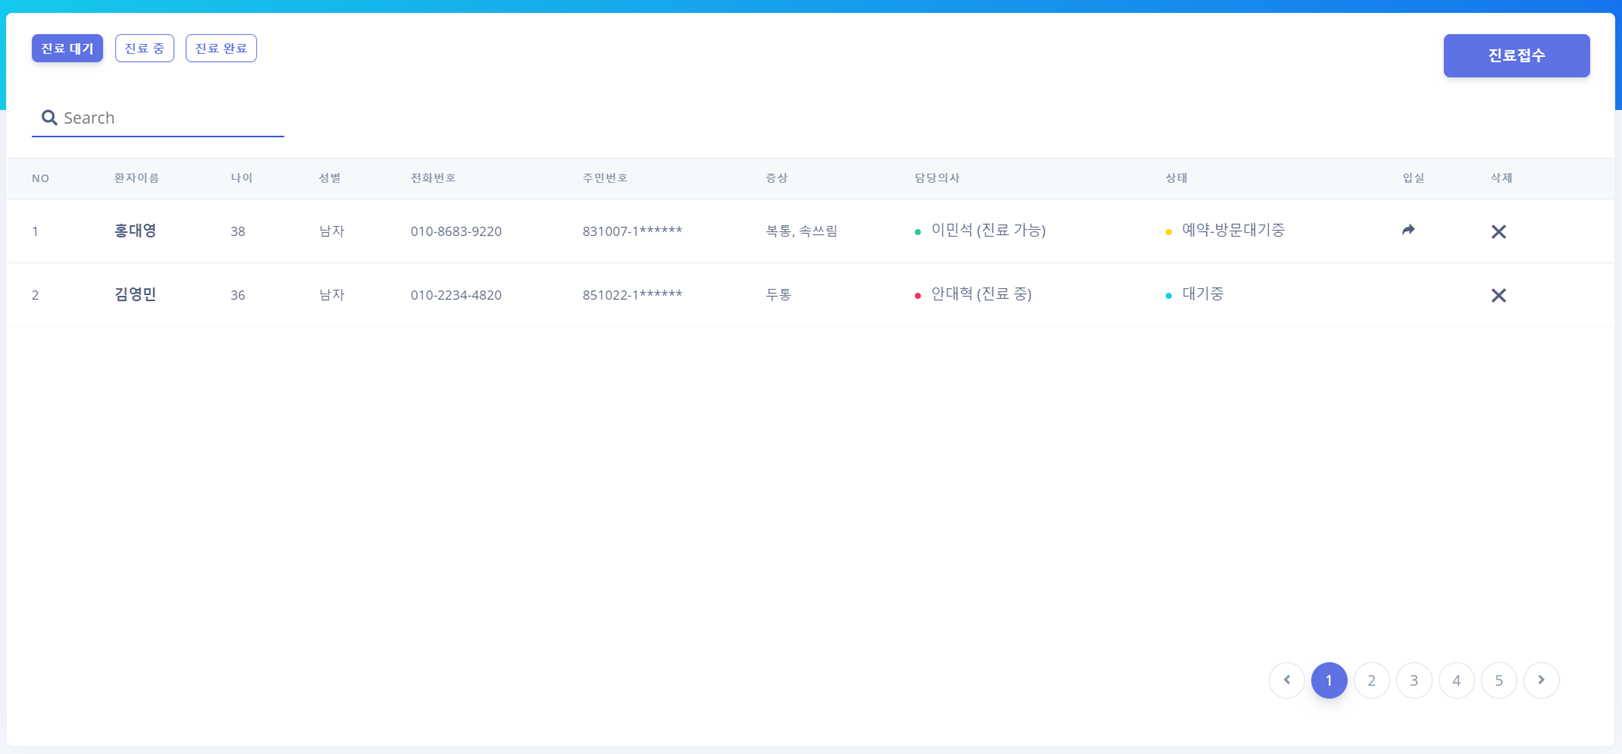 진료 대기 진료 중 진료 완료 진료접수
Search
NO 환자이름 나이 성별 전화번호 주민번호 증상 담당의사 상태 입실 삭제
1 홍대영 38 남자 010-8683-9220 831007-1****** 복통, 속쓰림 이민석 (진료 가능) 예약-방문대기중
2 김영민 36 남자 010-2234-4820 851022-1****** 두통 안대혁 (진료 중) 대기중
1 2 3 4 5